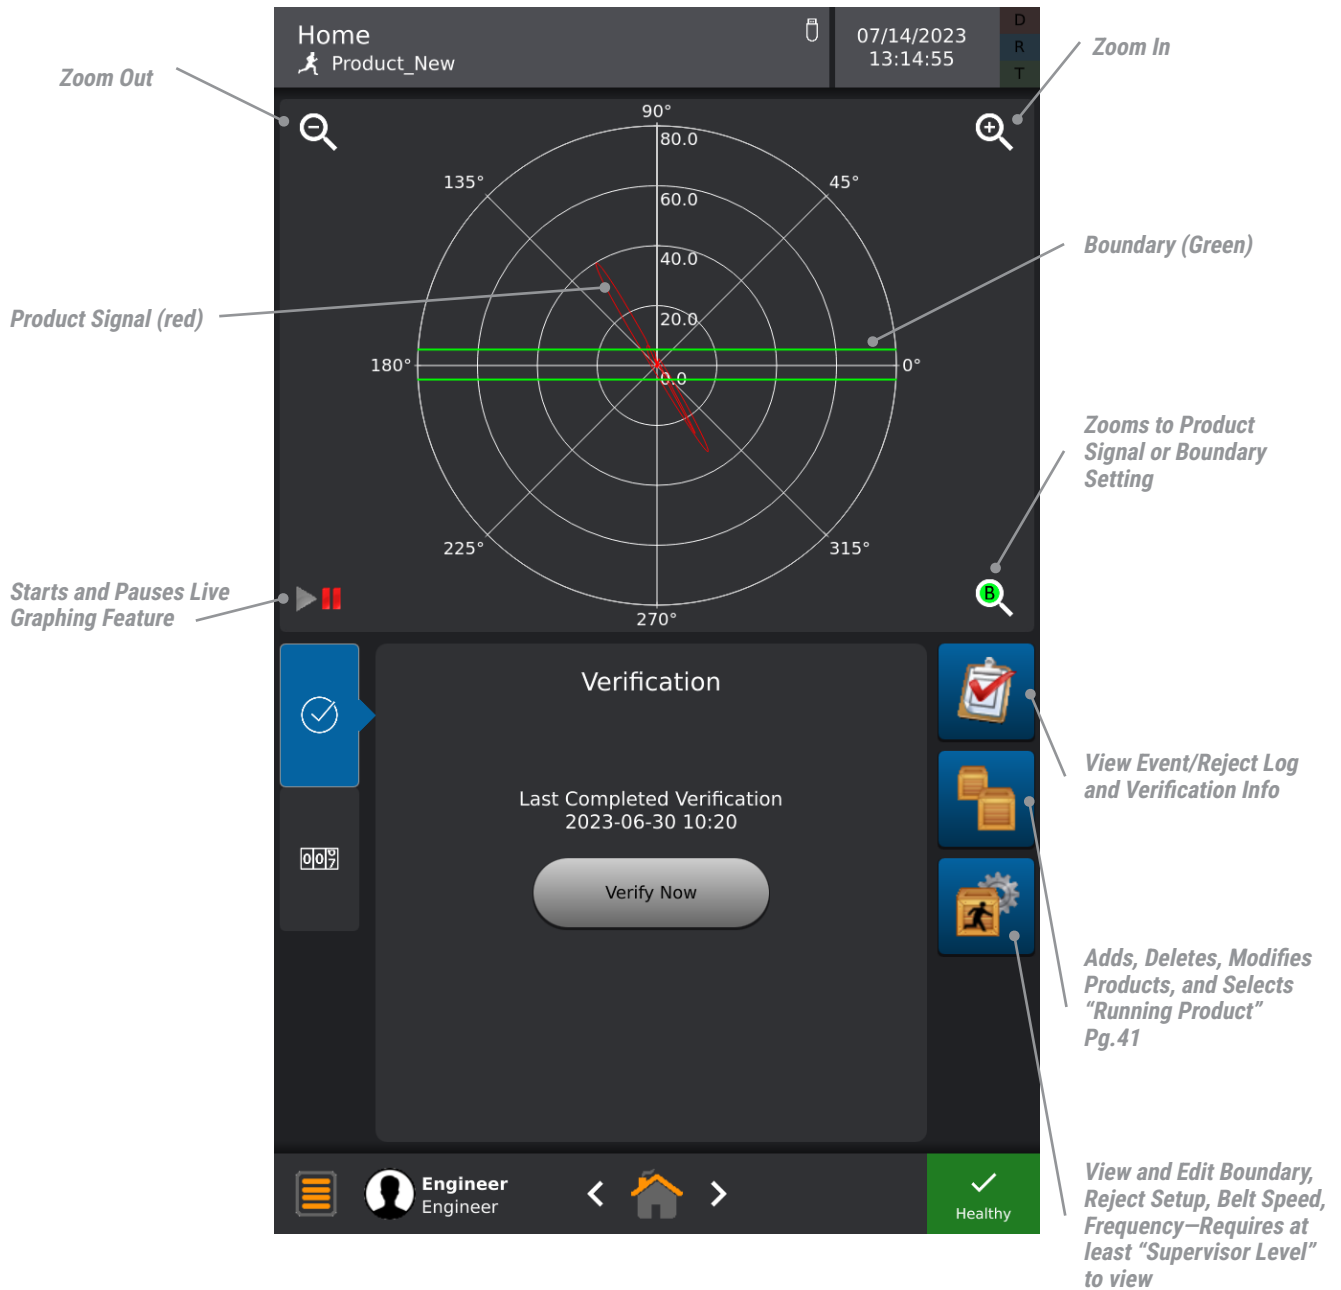 Home
Product_New
07/14/2023
13:14:55
D
R
T
Zoom Out
Zoom In
90°
80.0
135°
45°
60.0
Boundary (Green)
40.0
Product Signal (red)
20.0
180°
0°
0.0
Zooms to Product
Signal or Boundary
Setting
225°
315°
Starts and Pauses Live
Graphing Feature
B
270°
Verification
View Event/Reject Log
and Verification Info
Last Completed Verification
2023-06-30 10:20
Verify Now
Adds, Deletes, Modifies
Products, and Selects
“Running Product”
Pg.41
Engineer
Engineer
Healthy
View and Edit Boundary,
Reject Setup, Belt Speed,
Frequency—Requires at
least “Supervisor Level”
to view